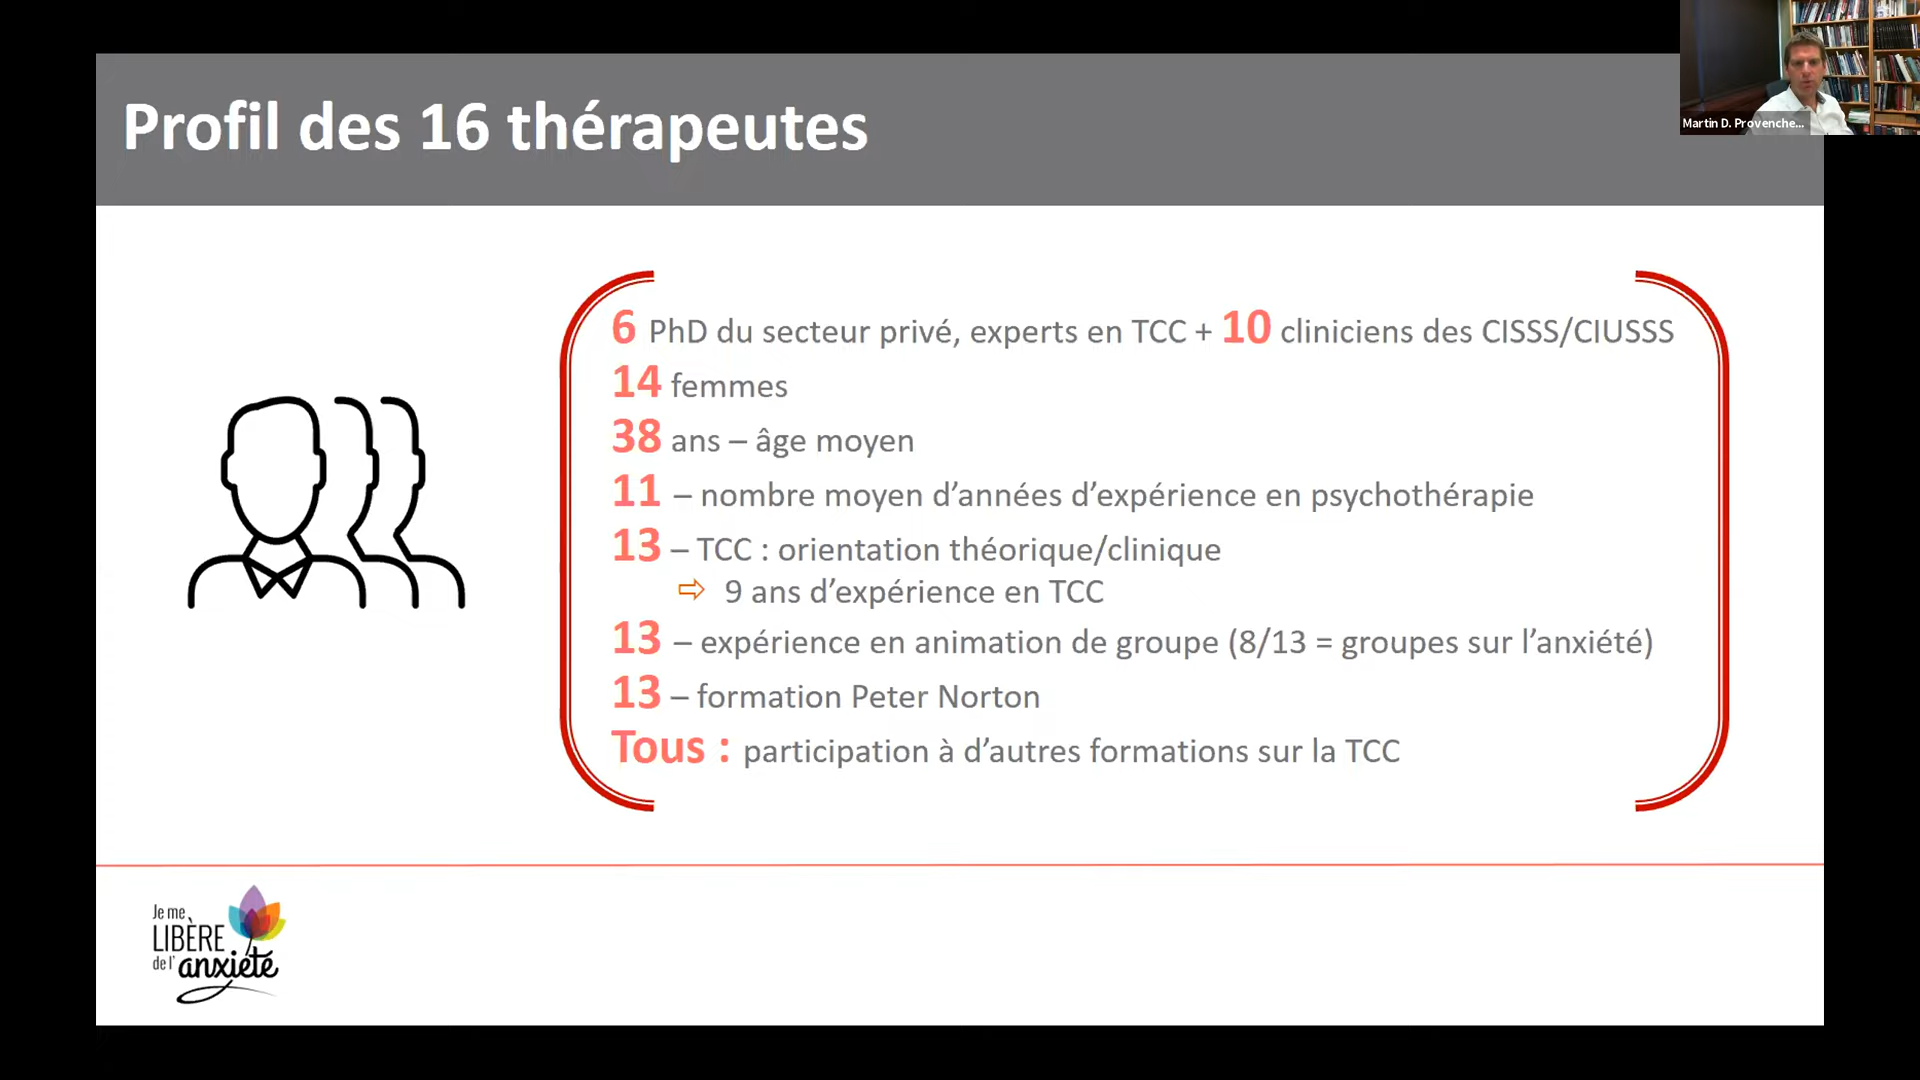 Profil des 16 thérapeutes
Martin D. Provenche...
6 PhD du secteur privé, experts en TCC + 10 cliniciens des CISSS/CIUSSS
14 femmes
38 ans – âge moyen
11 – nombre moyen d’années d’expérience en psychothérapie
13 – TCC : orientation théorique/clinique
⇨ 9 ans d’expérience en TCC
13 – expérience en animation de groupe (8/13 = groupes sur l’anxiété)
13 – formation Peter Norton
Tous : participation à d’autres formations sur la TCC
Je me
LIBÈRE
de l’anxiété